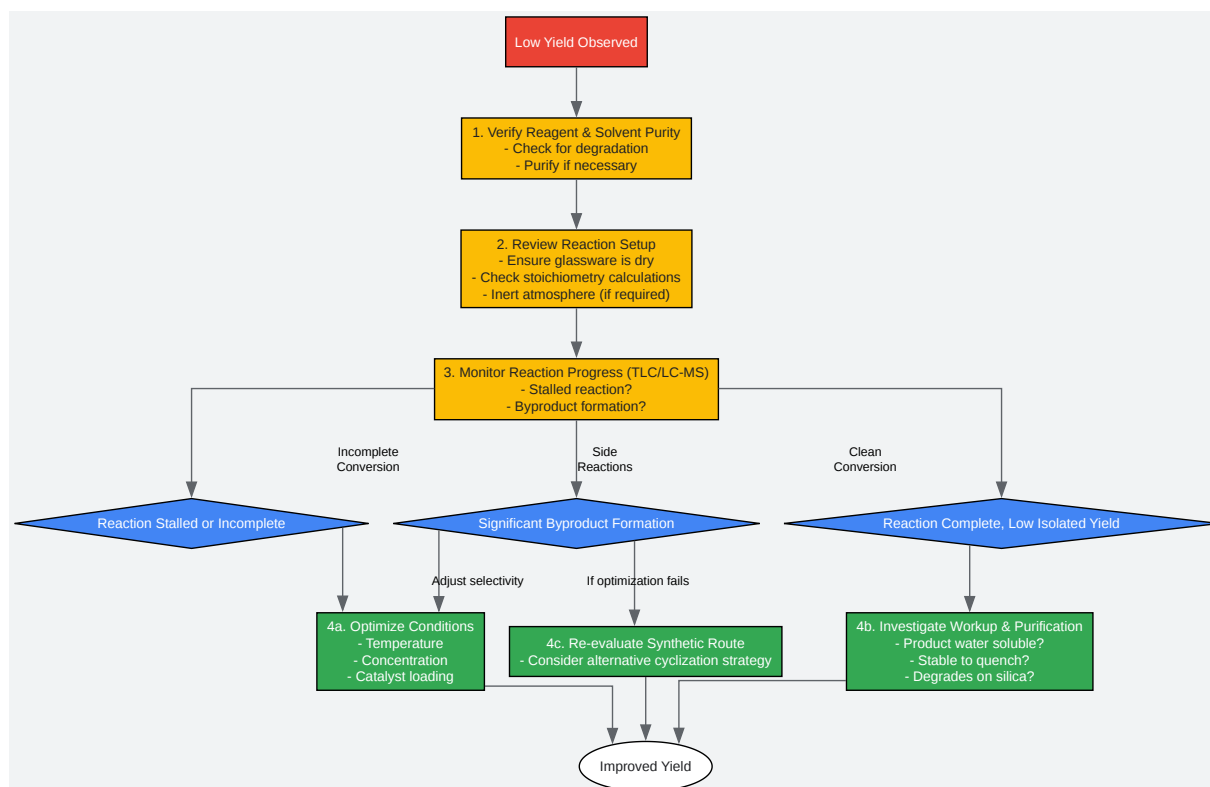 Low Yield Observed
1. Verify Reagent & Solvent Purity
- Check for degradation
- Purify if necessary
2. Review Reaction Setup
- Ensure glassware is dry
- Check stoichiometry calculations
- Inert atmosphere (if required)
3. Monitor Reaction Progress (TLC/LC-MS)
- Stalled reaction?
- Byproduct formation?
Incomplete
Conversion
Side
Reactions
Clean
Conversion
Reaction Stalled or Incomplete
Significant Byproduct Formation
Reaction Complete, Low Isolated Yield
Adjust selectivity
If optimization fails
4a. Optimize Conditions
- Temperature
- Concentration
- Catalyst loading
4c. Re-evaluate Synthetic Route
- Consider alternative cyclization strategy
4b. Investigate Workup & Purification
- Product water soluble?
- Stable to quench?
- Degrades on silica?
Improved Yield